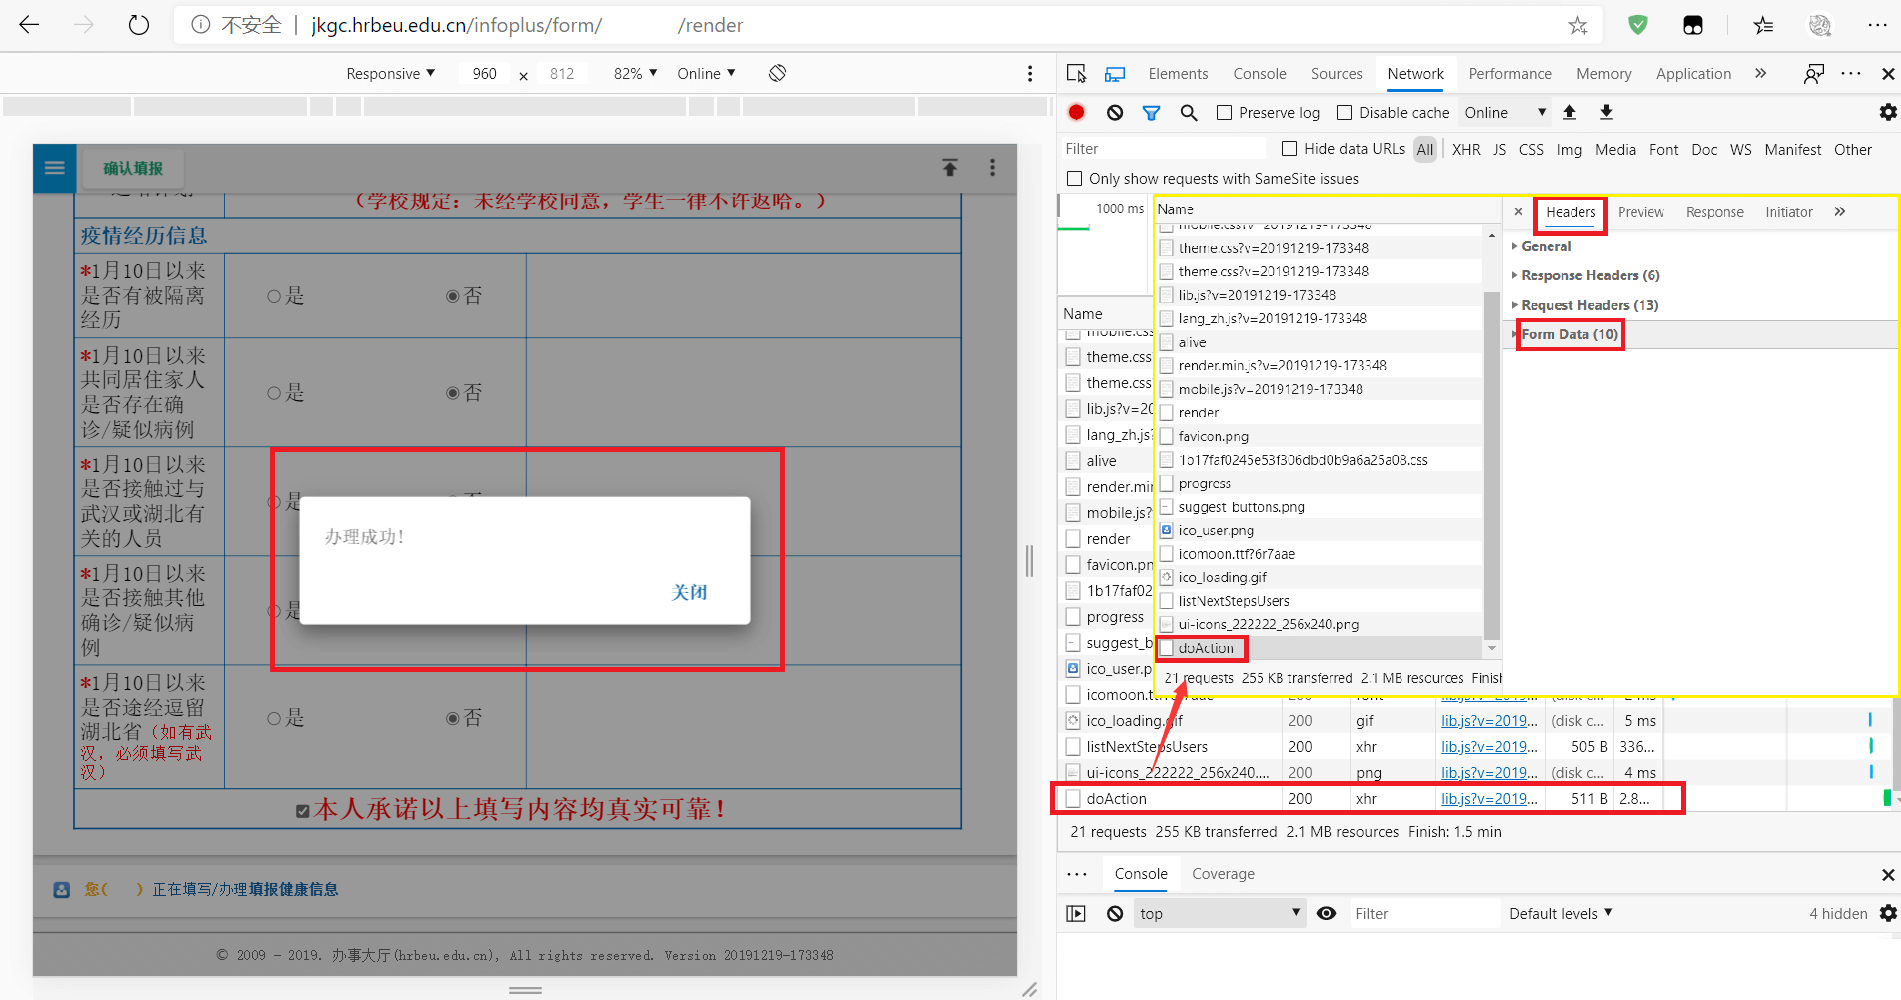 不安全 jkgc.hrbeu.edu.cn/infoplus/form/ /render
Responsive 960 × 812 82% Online
Elements Console Sources Network Performance Memory Application
Preserve log Disable cache Online
Filter Hide data URLs All XHR JS CSS Img Media Font Doc WS Manifest Other
Only show requests with SameSite issues
确认填报
（学校规定：未经学校同意，学生一律不许返哈。）
疫情经历信息
*1月10日以来
是否有被隔离
经历
是 否
*1月10日以来
共同居住家人
是否存在确
诊/疑似病例
是 否
*1月10日以来
是否接触过与
武汉或湖北有
关的人员
是 否
*1月10日以来
是否接触其他
确诊/疑似病
例
是
办理成功！
关闭
*1月10日以来
是否途经逗留
湖北省（如有武
汉，必须填写武
汉）
是 否
本人承诺以上填写内容均真实可靠！
您( ) 正在填写/办理填报健康信息
© 2009 - 2019. 办事大厅(hrbeu.edu.cn), All rights reserved. Version 20191219-173348
1000 ms
Name
mobile.css
theme.css
theme.css
lib.js?v=20
lang_zh.js?
alive
render.mir
mobile.js?
render
favicon.pn
1b17faf02
progress
suggest_b
ico_user.p
Name
mobile.css?v=20191219-173348
theme.css?v=20191219-173348
theme.css?v=20191219-173348
lib.js?v=20191219-173348
lang_zh.js?v=20191219-173348
alive
render.min.js?v=20191219-173348
mobile.js?v=20191219-173348
render
favicon.png
1b17faf0245e53f306dbd0b9a6a25a08.css
progress
suggest_buttons.png
ico_user.png
icomoon.ttf?6r7aae
ico_loading.gif
listNextStepsUsers
ui-icons_222222_256x240.png
doAction
21 requests 255 KB transferred 2.1 MB resources Finish
Headers Preview Response Initiator
General
Response Headers (6)
Request Headers (13)
Form Data (10)
icomoon.ttf?6r7aae 200 font lib.js?v=2019... (disk c... 2 ms
ico_loading.gif 200 gif lib.js?v=2019... (disk c... 5 ms
listNextStepsUsers 200 xhr lib.js?v=2019... 505 B 336...
ui-icons_222222_256x240.... 200 png lib.js?v=2019... (disk c... 4 ms
doAction 200 xhr lib.js?v=2019... 511 B 2.8...
21 requests 255 KB transferred 2.1 MB resources Finish: 1.5 min
Console Coverage
top Filter Default levels 4 hidden